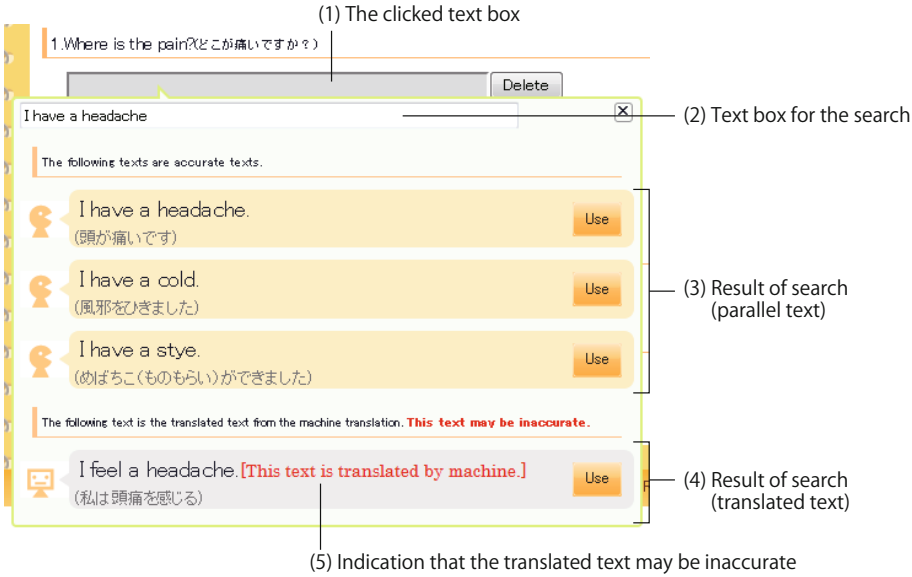 (1) The clicked text box
1.Where is the pain?(どこが痛いですか？)
Delete
I have a headache
(2) Text box for the search
The following texts are accurate texts.
I have a headache.
(頭が痛いです)
Use
I have a cold.
(風邪をひきました)
Use
(3) Result of search
(parallel text)
I have a stye.
(めばちこ(ものもらい)ができました)
Use
The following text is the translated text from the machine translation. This text may be inaccurate.
I feel a headache.[This text is translated by machine.]
(私は頭痛を感じる)
Use
(4) Result of search
(translated text)
(5) Indication that the translated text may be inaccurate